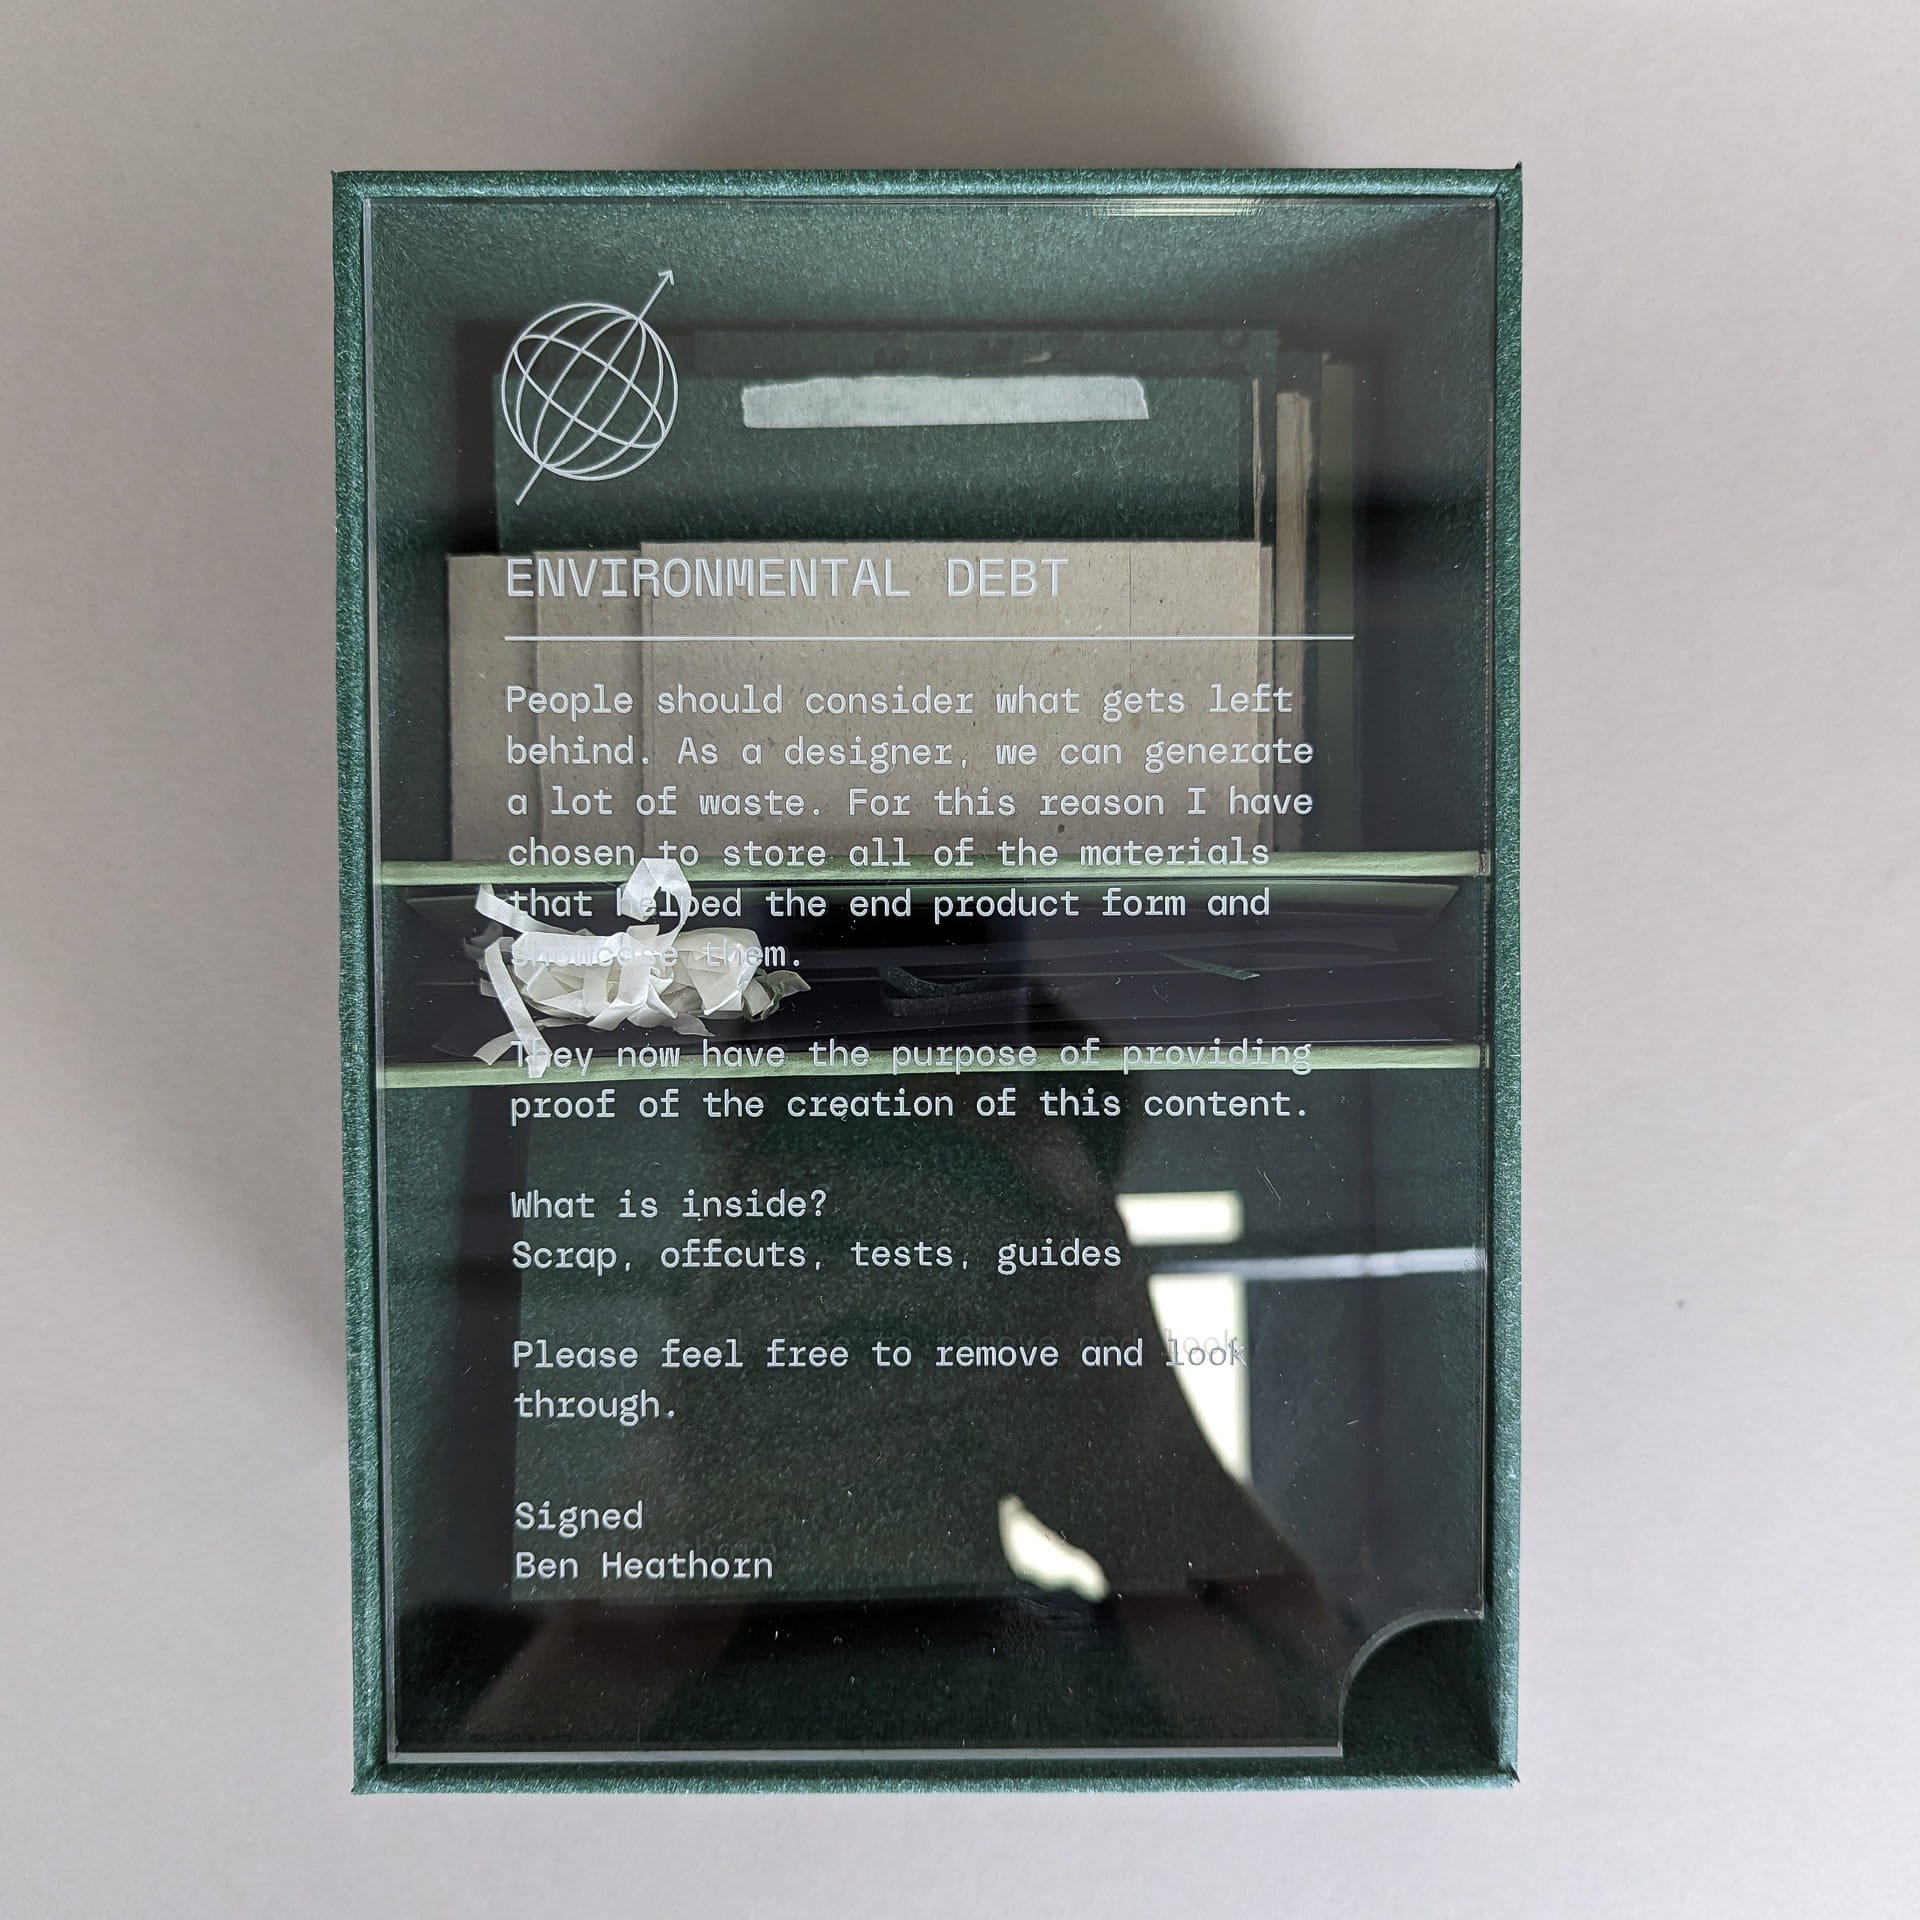 ENVIRONMENTAL DEBT
People should consider what gets left
behind. As a designer, we can generate
a lot of waste. For this reason I have
chosen to store all of the materials
that helped the end product form and
showcase them.
They now have the purpose of providing
proof of the creation of this content.
What is inside?
Scrap, offcuts, tests, guides
Please feel free to remove and look
through.
Signed
Ben Heathorn